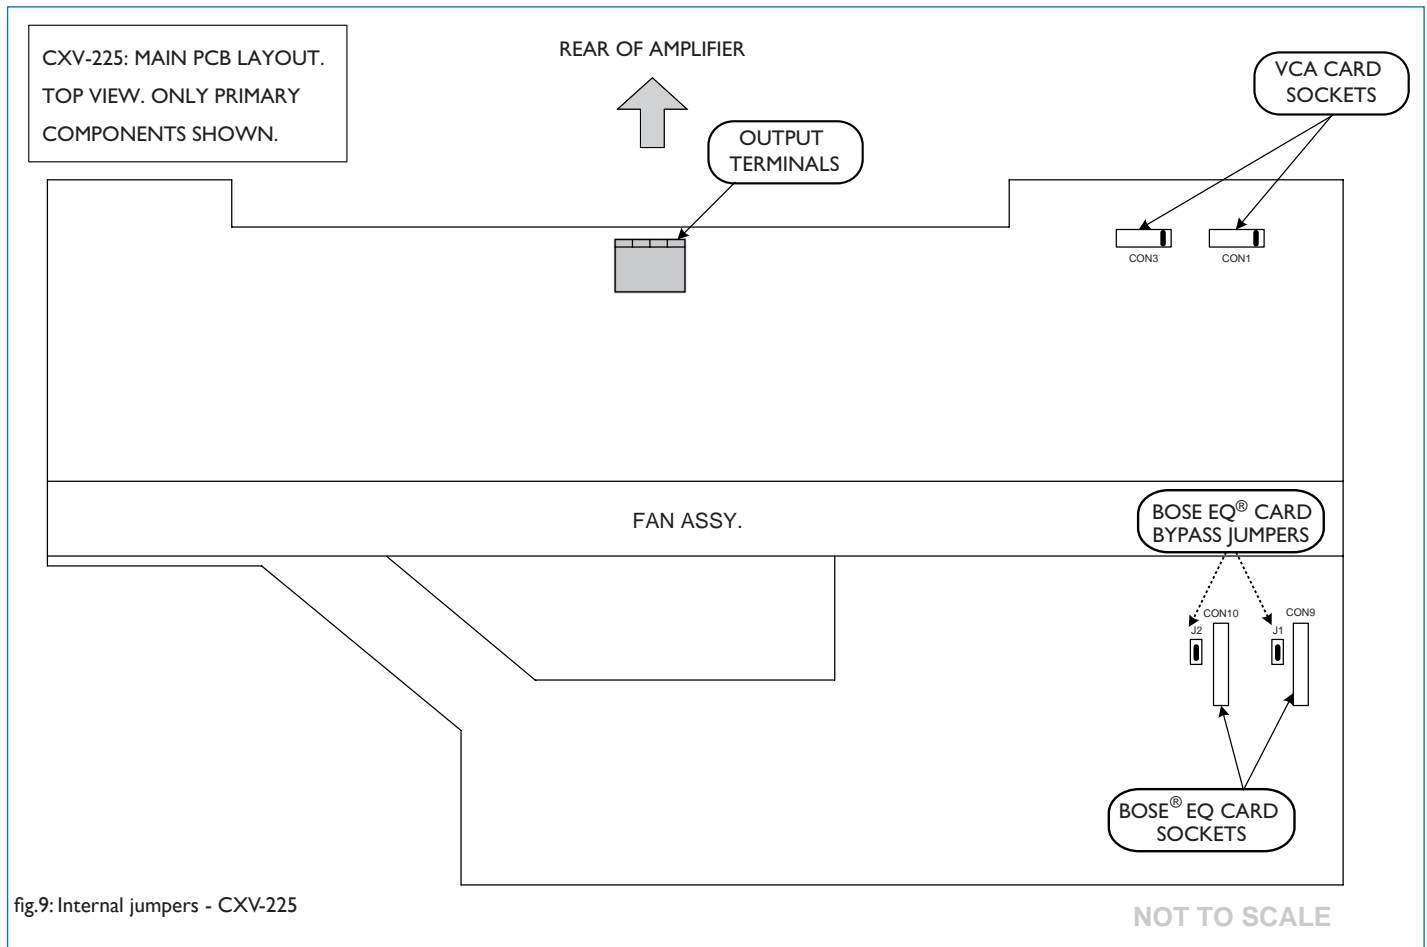 CXV-225: MAIN PCB LAYOUT.
TOP VIEW. ONLY PRIMARY
COMPONENTS SHOWN.
REAR OF AMPLIFIER
VCA CARD
SOCKETS
OUTPUT
TERMINALS
CON3
CON1
FAN ASSY.
BOSE EQ® CARD
BYPASS JUMPERS
CON10
CON9
J2
J1
BOSE® EQ CARD
SOCKETS
fig.9: Internal jumpers - CXV-225
NOT TO SCALE